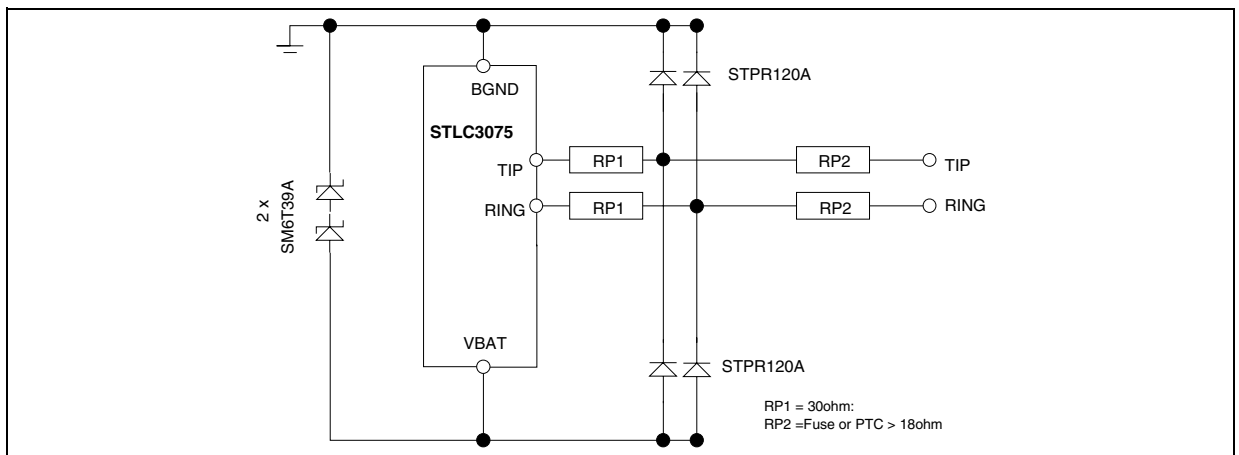 BGND
STPR120A
STLC3075
TIP
RP1
RP2
TIP
RING
RP1
RP2
RING
2 x
SM6T39A
VBAT
STPR120A
RP1 = 30ohm:
RP2 =Fuse or PTC > 18ohm